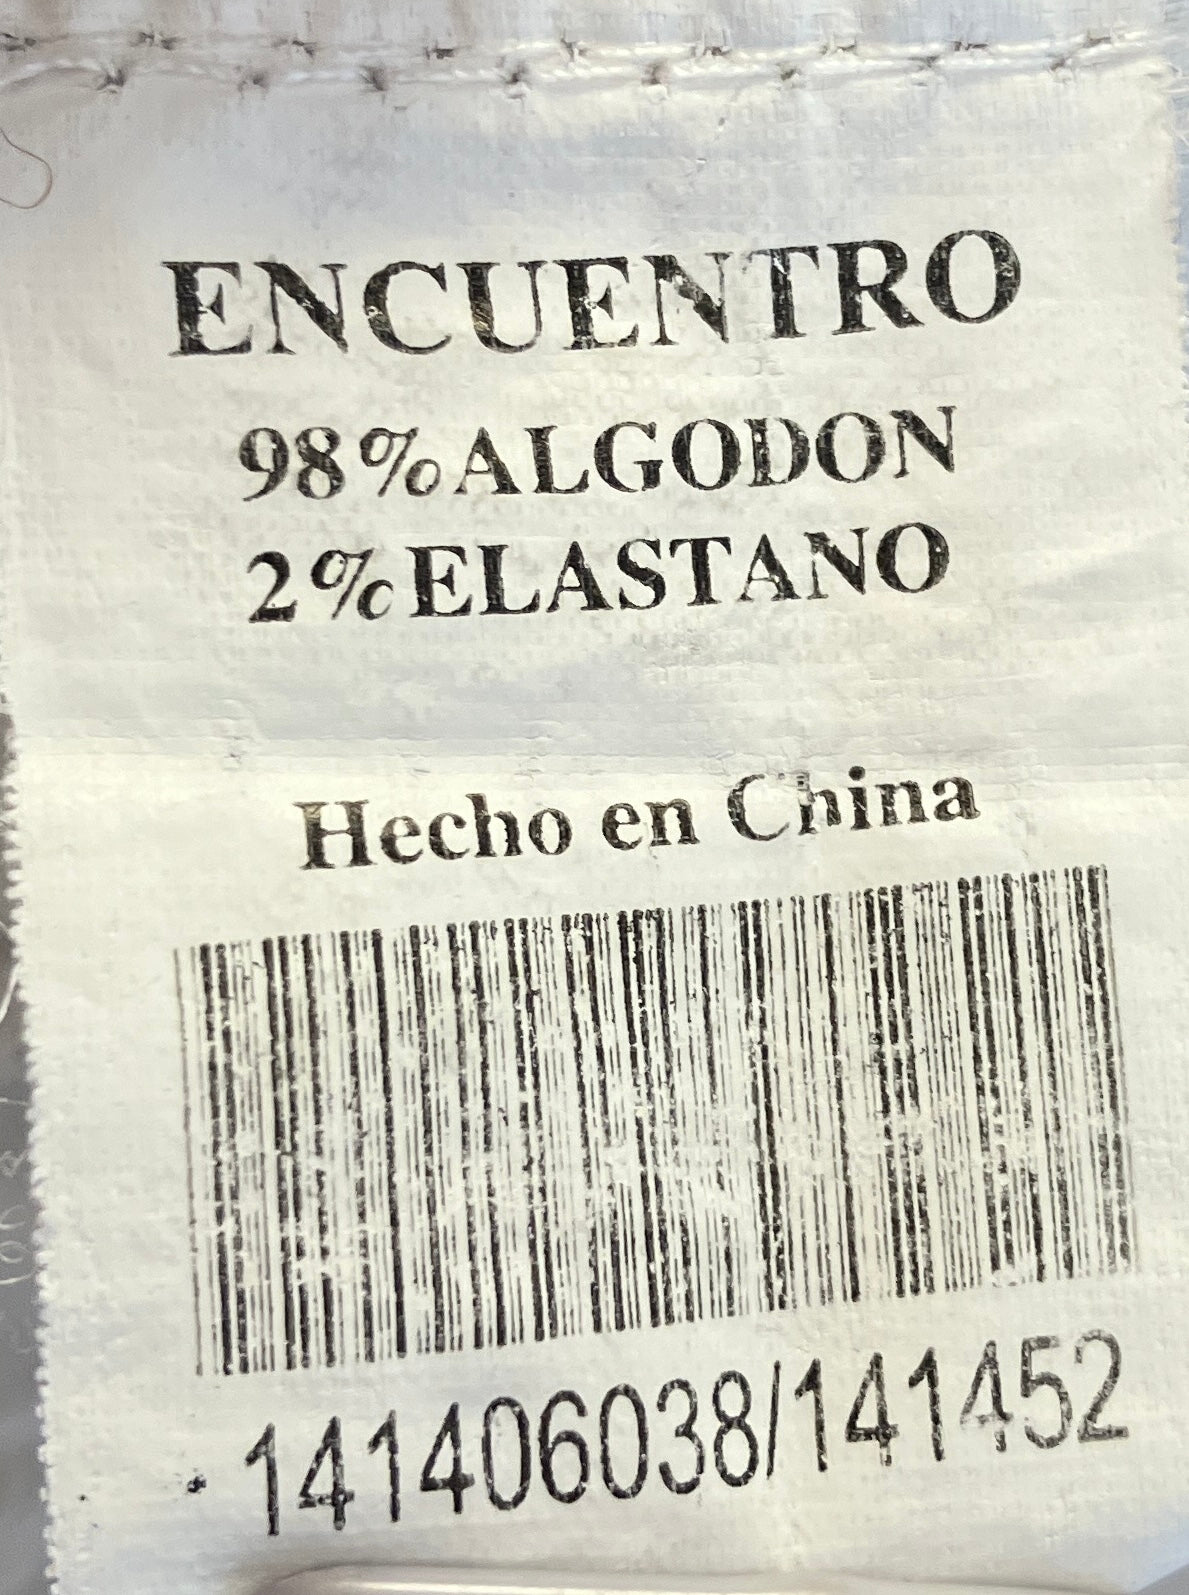 ENCUENTRO
98% ALGODON
2% ELASTANO
Hecho en China
141406038/141452